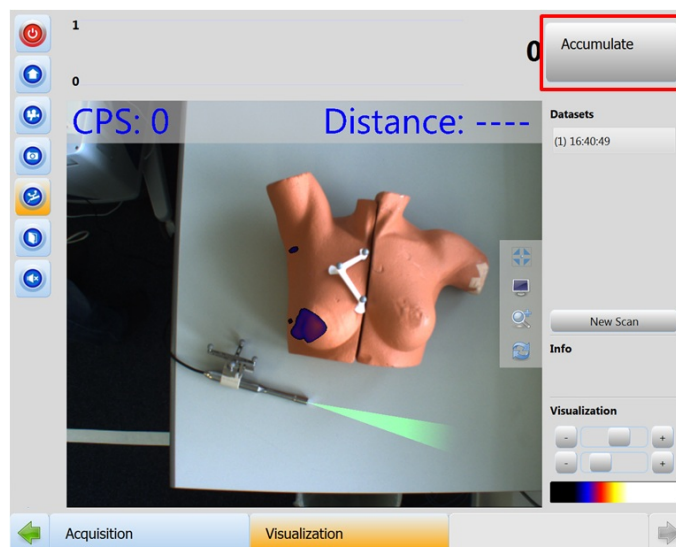 1
0
Accumulate
0
CPS: 0
Distance: ----
Datasets
(1) 16:40:49
New Scan
Info
Visualization
-
+
-
+
Acquisition
Visualization